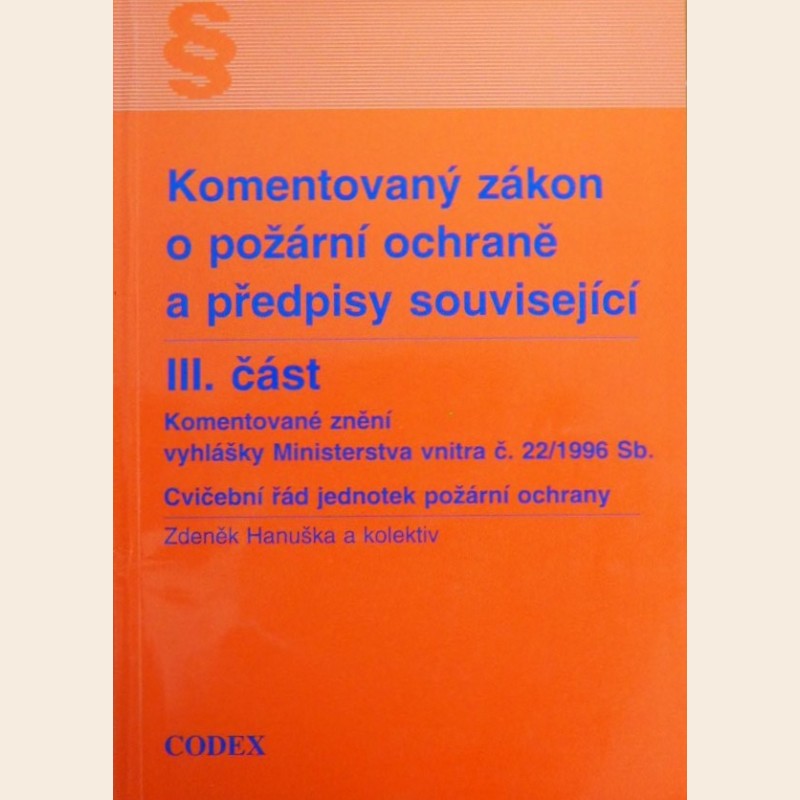 §
Komentovaný zákon
o požární ochraně
a předpisy související
III. část
Komentované znění
vyhlášky Ministerstva vnitra č. 22/1996 Sb.
Cvičební řád jednotek požární ochrany
Zdeněk Hanuška a kolektiv
CODEX